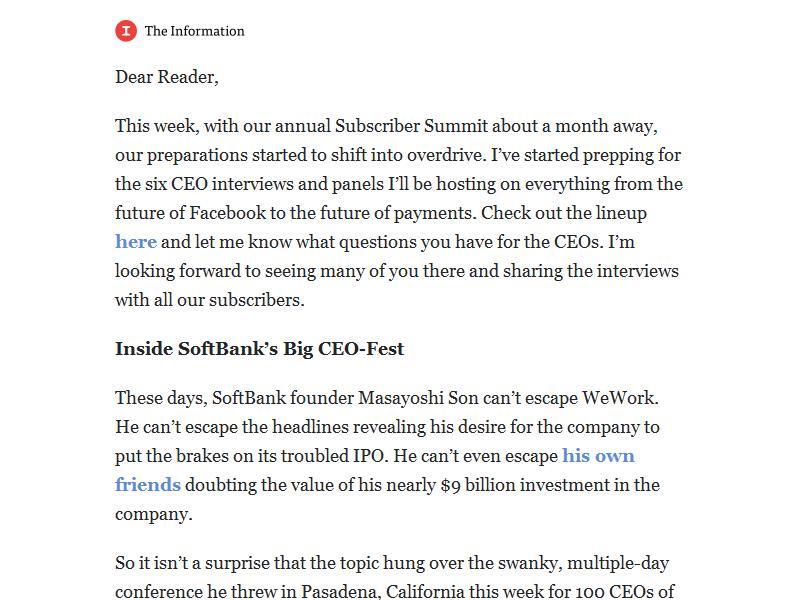 The Information
Dear Reader,
This week, with our annual Subscriber Summit about a month away,
our preparations started to shift into overdrive. I’ve started prepping for
the six CEO interviews and panels I’ll be hosting on everything from the
future of Facebook to the future of payments. Check out the lineup
here and let me know what questions you have for the CEOs. I’m
looking forward to seeing many of you there and sharing the interviews
with all our subscribers.
Inside SoftBank’s Big CEO-Fest
These days, SoftBank founder Masayoshi Son can’t escape WeWork.
He can’t escape the headlines revealing his desire for the company to
put the brakes on its troubled IPO. He can’t even escape his own
friends doubting the value of his nearly $9 billion investment in the
company.
So it isn’t a surprise that the topic hung over the swanky, multiple-day
conference he threw in Pasadena, California this week for 100 CEOs of